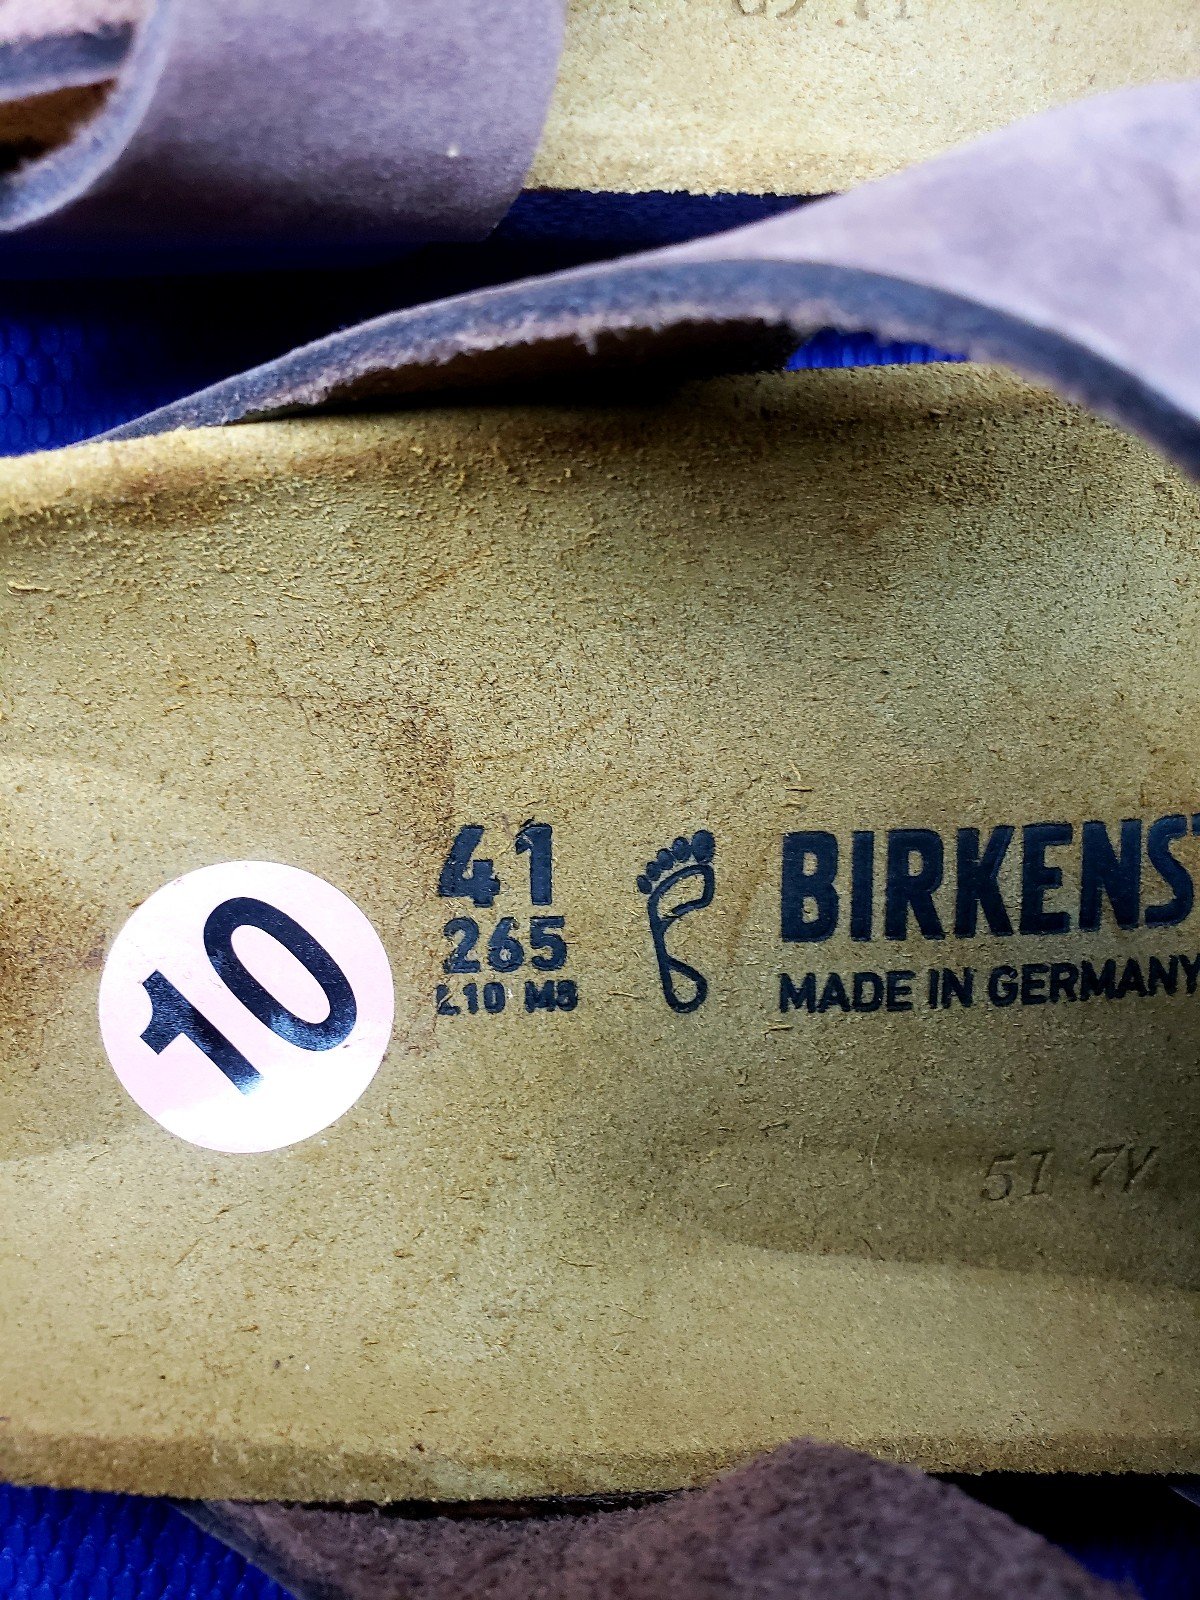 10
41
265
L10 M8
BIRKENST
MADE IN GERMANY
51 7V